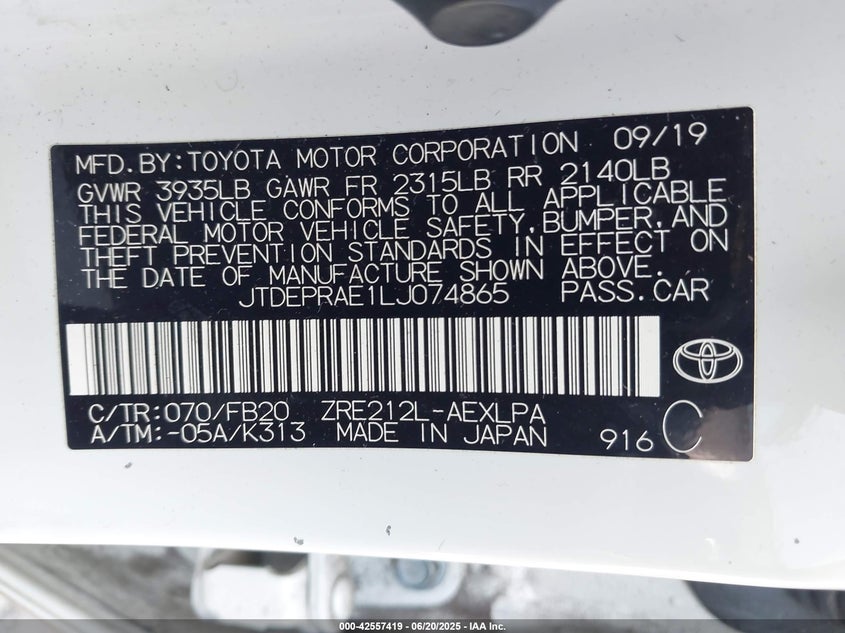 MFD.BY:TOYOTA MOTOR CORPORATION 09/19
GVWR 3935LB GAWR FR 2315LB RR 2140LB
THIS VEHICLE CONFORMS TO ALL APPLICABLE
FEDERAL MOTOR VEHICLE SAFETY,BUMPER,AND
THEFT PREVENTION STANDARDS IN EFFECT ON
THE DATE OF MANUFACTURE SHOWN ABOVE.
JTDEPRAE1LJ074865 PASS.CAR
C/TR:070/FB20 ZRE212L-AEXLPA
A/TM:-05A/K313 MADE IN JAPAN 916 C
000-42557419 - 06/20/2025 - IAA Inc.